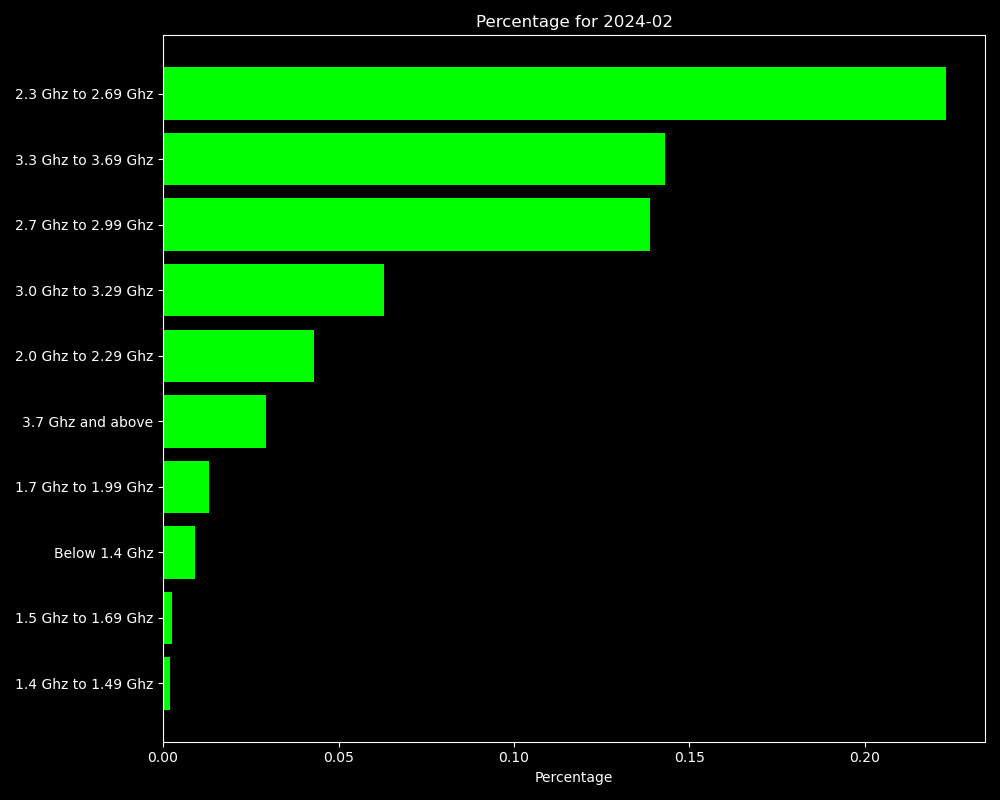 Percentage for 2024-02
2.3 Ghz to 2.69 Ghz
3.3 Ghz to 3.69 Ghz
2.7 Ghz to 2.99 Ghz
3.0 Ghz to 3.29 Ghz
2.0 Ghz to 2.29 Ghz
3.7 Ghz and above
1.7 Ghz to 1.99 Ghz
Below 1.4 Ghz
1.5 Ghz to 1.69 Ghz
1.4 Ghz to 1.49 Ghz
0.00 0.05 0.10 0.15 0.20
Percentage